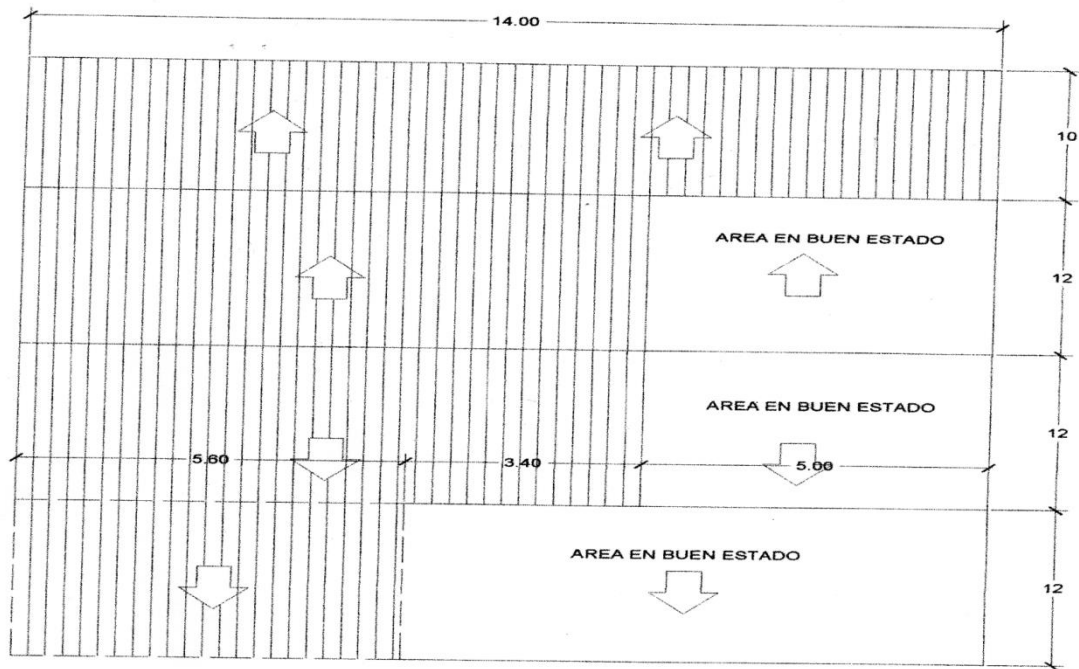 14.00
10
AREA EN BUEN ESTADO
12
AREA EN BUEN ESTADO
12
5.60
3.40
5.00
AREA EN BUEN ESTADO
12